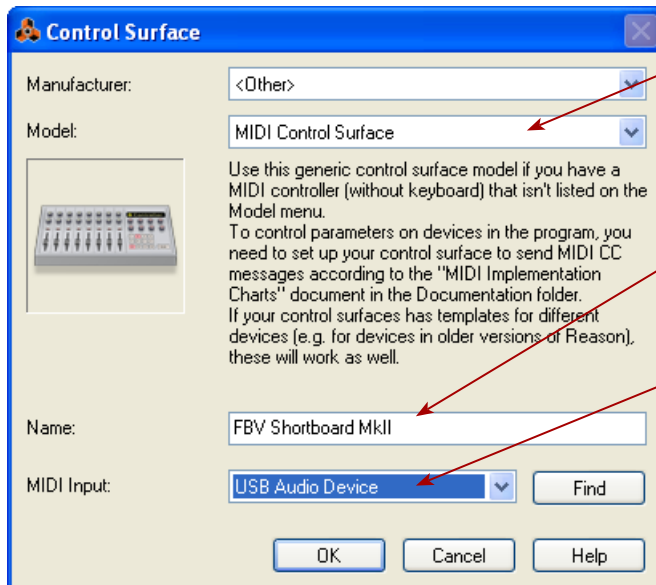 Control Surface
Manufacturer:
<Other>
Model:
MIDI Control Surface
Use this generic control surface model if you have a
MIDI controller (without keyboard) that isn't listed on the
Model menu.
To control parameters on devices in the program, you
need to set up your control surface to send MIDI CC
messages according to the "MIDI Implementation
Charts" document in the Documentation folder.
If your control surfaces has templates for different
devices (e.g. for devices in older versions of Reason),
these will work as well.
Name:
FBV Shortboard MkII
MIDI Input:
USB Audio Device
Find
OK
Cancel
Help